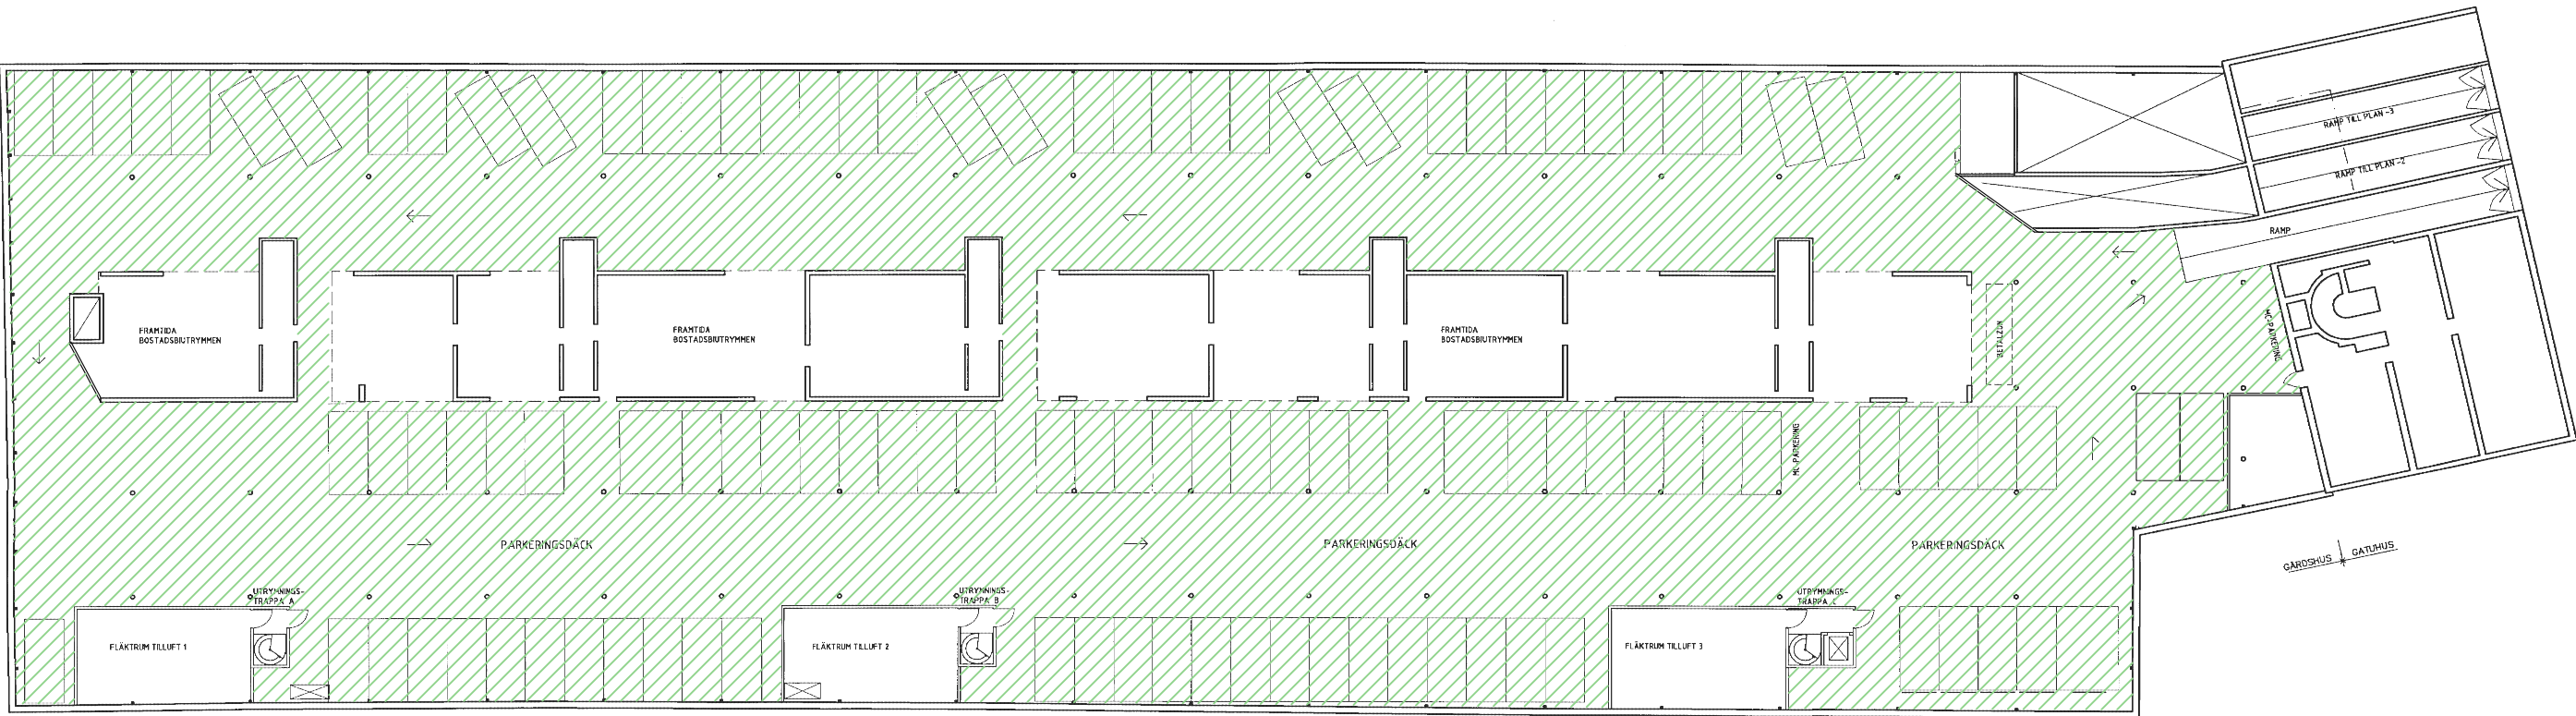 RAMP TILL PLAN -3
RAMP TILL PLAN -2
RAMP
FRAMTIDA
BOSTADSBIUTRYMMEN
FRAMTIDA
BOSTADSBIUTRYMMEN
FRAMTIDA
BOSTADSBIUTRYMMEN
BETALZON
MC-PARKERING
MC-PARKERING
PARKERINGSDÄCK
PARKERINGSDÄCK
PARKERINGSDÄCK
GÅRDSHUS
GATUHUS
UTRYMNINGS-
TRAPPA A
UTRYMNINGS-
TRAPPA B
UTRYMNINGS-
TRAPPA C
FLÄKTRUM TILLUFT 1
FLÄKTRUM TILLUFT 2
FLÄKTRUM TILLUFT 3